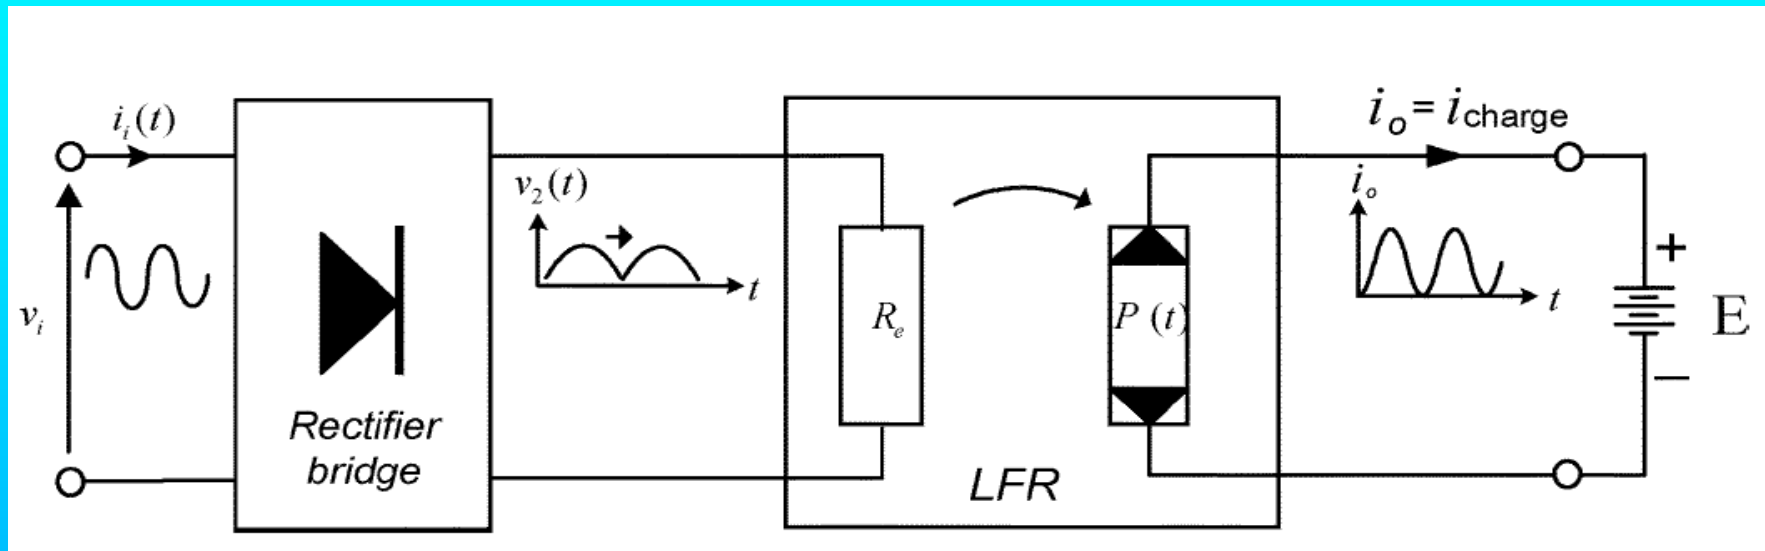 i_i(t)
v_i
Rectifier
bridge
v_2(t)
t
R_e
P (t)
LFR
i_o = i_charge
i_o
t
+
E
−